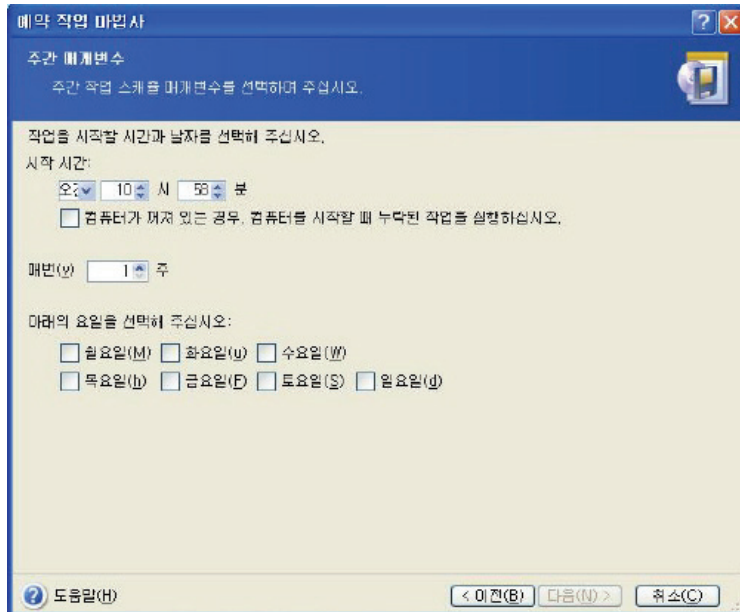 예약 작업 마법사
주간 매개변수
주간 작업 스캐쥴 매개변수를 선택하며 주십시오.
작업을 시작할 시간과 날자를 선택해 주십시오.
시작 시간:
10 시 58 분
컴퓨터가 꺼져 있는 경우, 컴퓨터를 시작할 때 누락된 작업을 실행하십시오.
매번(v) 1 주
아래의 요일을 선택해 주십시오:
월요일(M) 화요일(u) 수요일(W)
목요일(h) 금요일(F) 토요일(S) 일요일(d)
도움말(H) < 이전(B) 다음(N) > 취소(C)